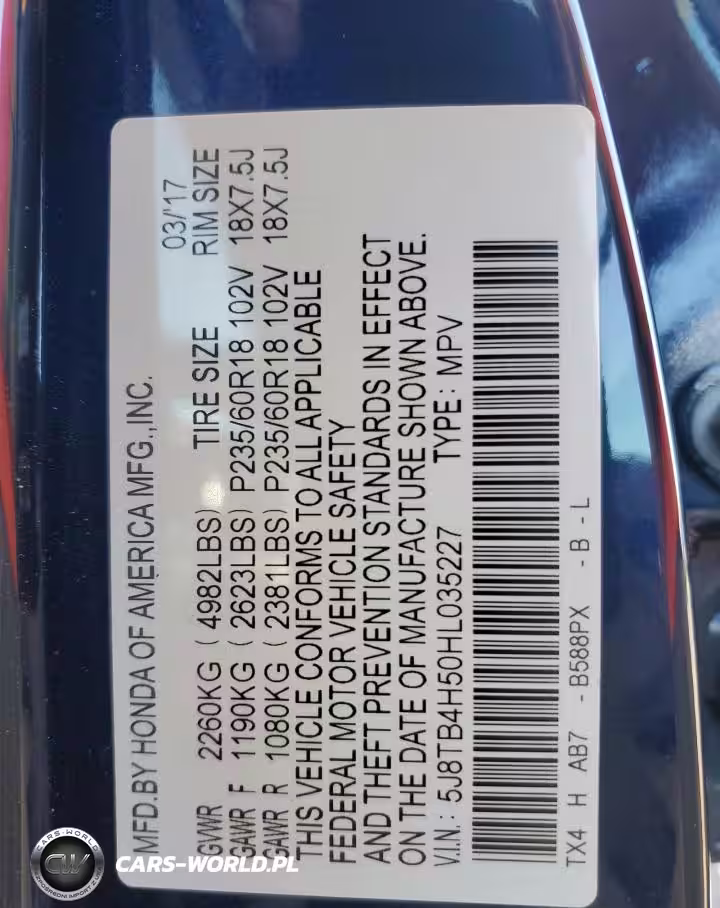 MFD.BY HONDA OF AMERICA MFG.,INC. 03/'17
GVWR 2260KG ( 4982LBS) TIRE SIZE RIM SIZE
GAWR F 1190KG ( 2623LBS) P235/60R18 102V 18X7.5J
GAWR R 1080KG ( 2381LBS) P235/60R18 102V 18X7.5J
THIS VEHICLE CONFORMS TO ALL APPLICABLE
FEDERAL MOTOR VEHICLE SAFETY
AND THEFT PREVENTION STANDARDS IN EFFECT
ON THE DATE OF MANUFACTURE SHOWN ABOVE.
V.I.N.: 5J8TB4H50HL035227 TYPE: MPV
TX4 H AB7 - B588PX - B - L
CARS-WORLD
CW
CARS-WORLD.PL